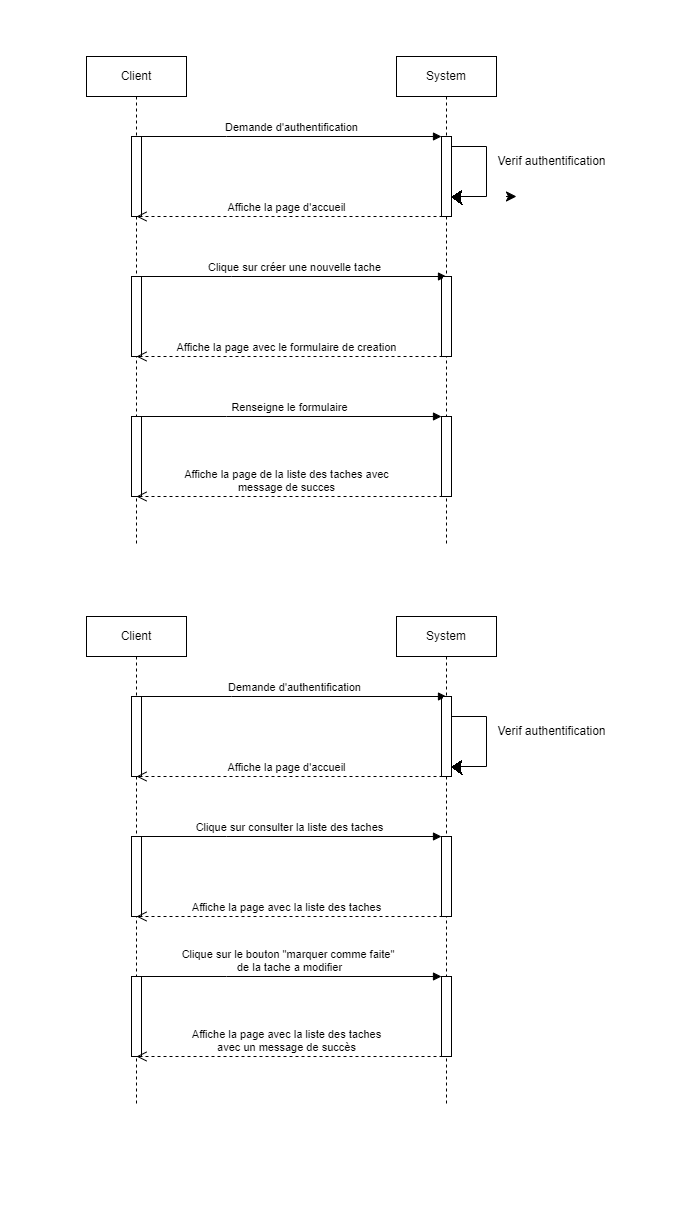 Client
System
Demande d'authentification
Verif authentification
Affiche la page d'accueil
Clique sur créer une nouvelle tache
Affiche la page avec le formulaire de creation
Renseigne le formulaire
Affiche la page de la liste des taches avec
message de succes
Client
System
Demande d'authentification
Verif authentification
Affiche la page d'accueil
Clique sur consulter la liste des taches
Affiche la page avec la liste des taches
Clique sur le bouton "marquer comme faite"
de la tache a modifier
Affiche la page avec la liste des taches
avec un message de succès